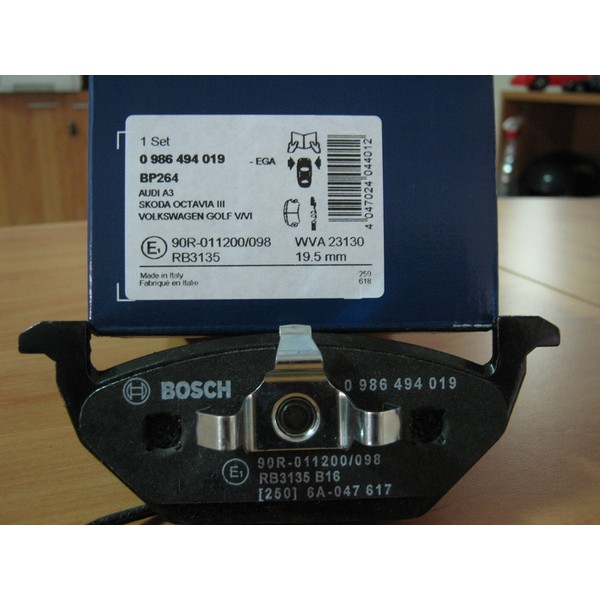 1 Set
0 986 494 019 - EGA
BP264
AUDI A3
SKODA OCTAVIA III
VOLKSWAGEN GOLF V/VI
E1 90R-011200/098 WVA 23130
RB3135 19.5 mm
Made in Italy 259
Fabriqué en Italie 618
4 047024 044012
BOSCH 0 986 494 019
E1 90R-011200/098
RB3135 B16
[250] 6A-047 617